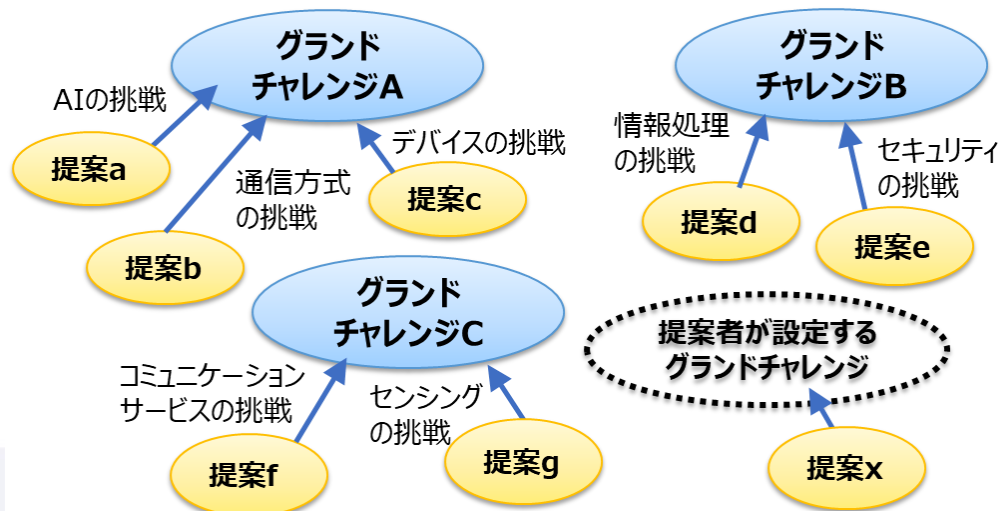 グランド
チャレンジA
AIの挑戦
提案a
通信方式
の挑戦
提案b
デバイスの挑戦
提案c
グランド
チャレンジB
情報処理
の挑戦
提案d
セキュリティ
の挑戦
提案e
グランド
チャレンジC
コミュニケーション
サービスの挑戦
提案f
センシング
の挑戦
提案g
提案者が設定する
グランドチャレンジ
提案x